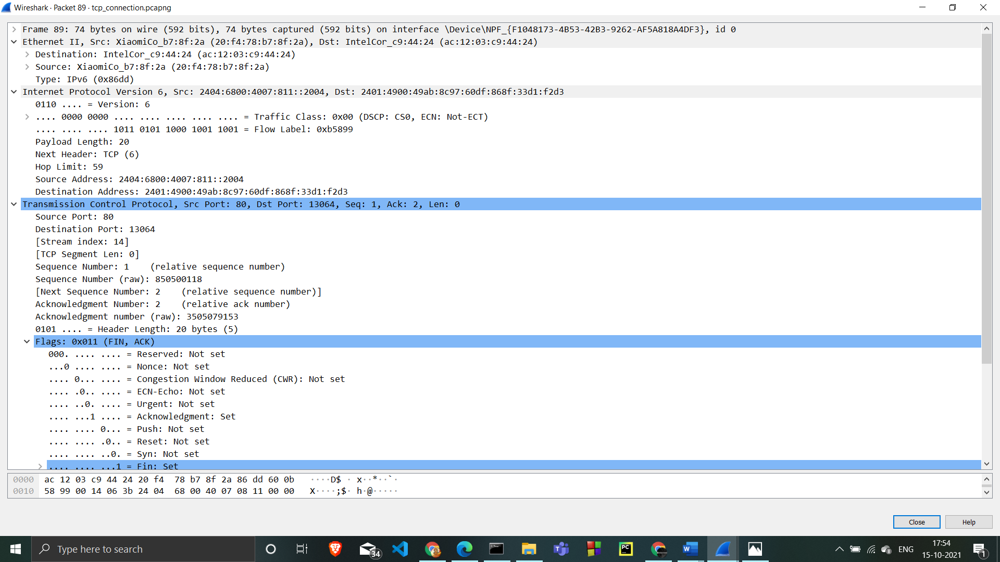 Wireshark · Packet 89 · tcp_connection.pcapng
Frame 89: 74 bytes on wire (592 bits), 74 bytes captured (592 bits) on interface \Device\NPF_{F1048173-4B53-42B3-9262-AF5A818A4DF3}, id 0
Ethernet II, Src: XiaomiCo_b7:8f:2a (20:f4:78:b7:8f:2a), Dst: IntelCor_c9:44:24 (ac:12:03:c9:44:24)
Destination: IntelCor_c9:44:24 (ac:12:03:c9:44:24)
Source: XiaomiCo_b7:8f:2a (20:f4:78:b7:8f:2a)
Type: IPv6 (0x86dd)
Internet Protocol Version 6, Src: 2404:6800:4007:811::2004, Dst: 2401:4900:49ab:8c97:60df:868f:33d1:f2d3
0110 .... = Version: 6
.... 0000 0000 .... .... .... .... .... = Traffic Class: 0x00 (DSCP: CS0, ECN: Not-ECT)
.... .... .... 1011 0101 1000 1001 1001 = Flow Label: 0xb5899
Payload Length: 20
Next Header: TCP (6)
Hop Limit: 59
Source Address: 2404:6800:4007:811::2004
Destination Address: 2401:4900:49ab:8c97:60df:868f:33d1:f2d3
Transmission Control Protocol, Src Port: 80, Dst Port: 13064, Seq: 1, Ack: 2, Len: 0
Source Port: 80
Destination Port: 13064
[Stream index: 14]
[TCP Segment Len: 0]
Sequence Number: 1    (relative sequence number)
Sequence Number (raw): 850500118
[Next Sequence Number: 2    (relative sequence number)]
Acknowledgment Number: 2    (relative ack number)
Acknowledgment number (raw): 3505079153
0101 .... = Header Length: 20 bytes (5)
Flags: 0x011 (FIN, ACK)
000. .... .... = Reserved: Not set
...0 .... .... = Nonce: Not set
.... 0... .... = Congestion Window Reduced (CWR): Not set
.... .0.. .... = ECN-Echo: Not set
.... ..0. .... = Urgent: Not set
.... ...1 .... = Acknowledgment: Set
.... .... 0... = Push: Not set
.... .... .0.. = Reset: Not set
.... .... ..0. = Syn: Not set
.... .... ...1 = Fin: Set
0000 ac 12 03 c9 44 24 20 f4 78 b7 8f 2a 86 dd 60 0b ····D$ · x··*··`·
0010 58 99 00 14 06 3b 24 04 68 00 40 07 08 11 00 00 X····;$· h·@·····
Close
Help
Type here to search
34
PC
ENG
17:54
15-10-2021
1